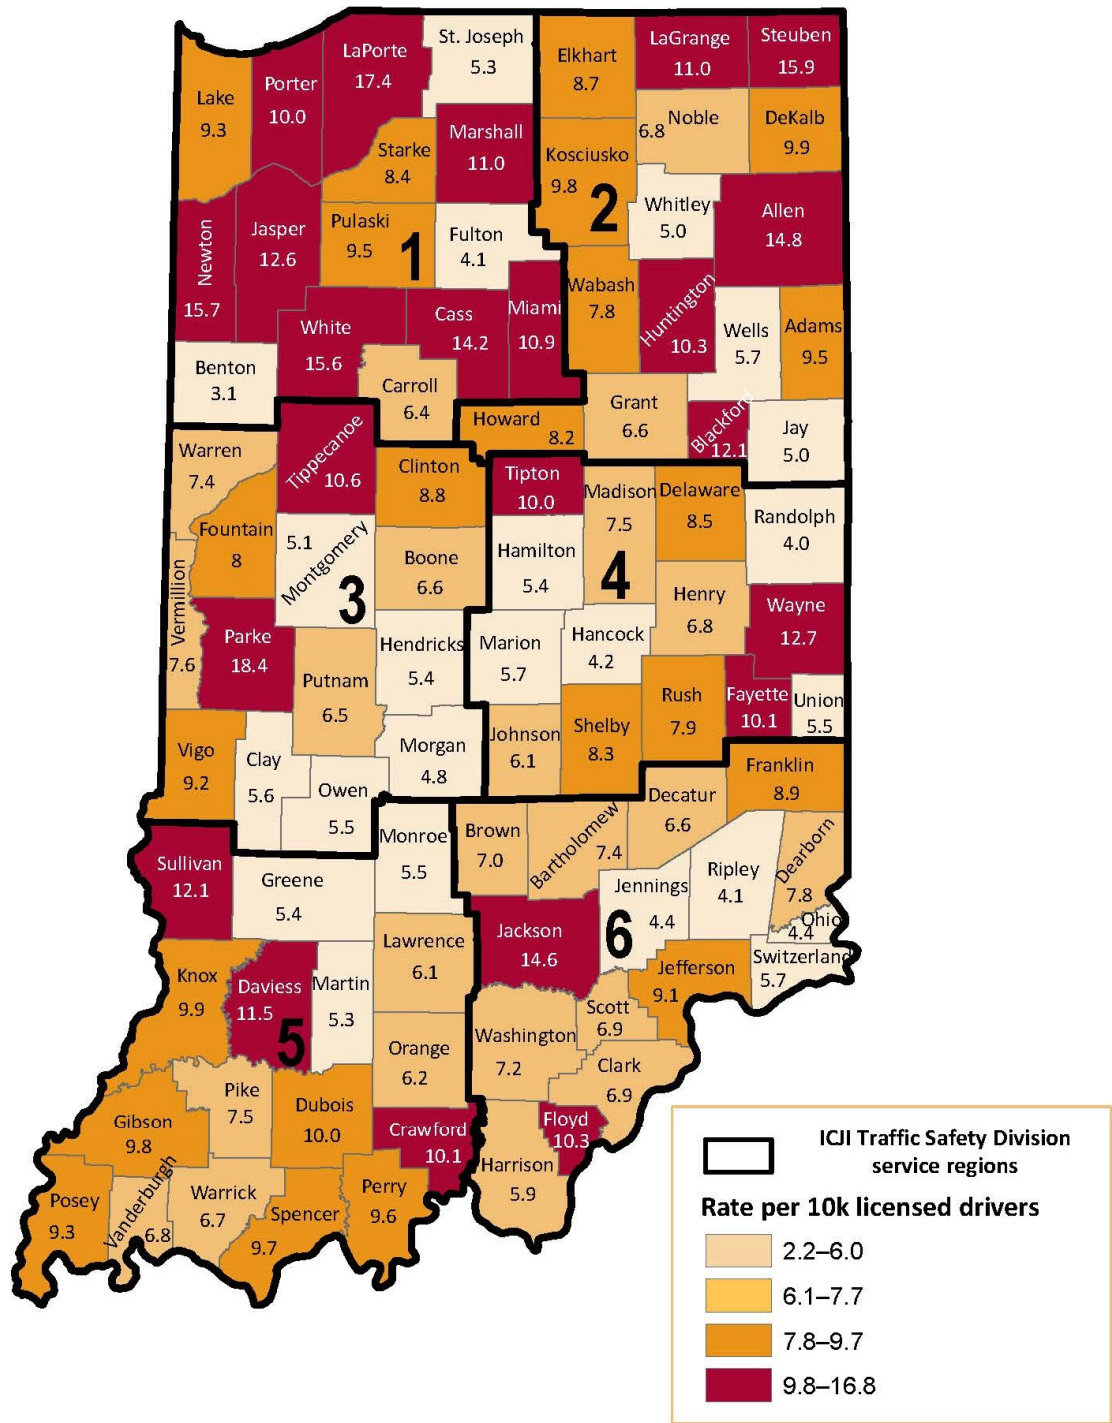 St. Joseph
5.3
LaPorte
17.4
Porter
10.0
Lake
9.3
Elkhart
8.7
LaGrange
11.0
Steuben
15.9
Noble
6.8
DeKalb
9.9
Marshall
11.0
Starke
8.4
Kosciusko
9.8
2
Whitley
5.0
Allen
14.8
Newton
15.7
Jasper
12.6
Pulaski
9.5
1
Fulton
4.1
Wabash
7.8
Huntington
10.3
Wells
5.7
Adams
9.5
White
15.6
Cass
14.2
Miami
10.9
Benton
3.1
Carroll
6.4
Howard
8.2
Grant
6.6
Blackford
12.1
Jay
5.0
Warren
7.4
Tippecanoe
10.6
Clinton
8.8
Tipton
10.0
Madison
7.5
Delaware
8.5
Randolph
4.0
Fountain
8
Montgomery
5.1
3
Boone
6.6
Hamilton
5.4
4
Henry
6.8
Wayne
12.7
Vermillion
7.6
Parke
18.4
Putnam
6.5
Hendricks
5.4
Marion
5.7
Hancock
4.2
Rush
7.9
Fayette
10.1
Union
5.5
Vigo
9.2
Clay
5.6
Owen
5.5
Morgan
4.8
Johnson
6.1
Shelby
8.3
Franklin
8.9
Decatur
6.6
Sullivan
12.1
Greene
5.4
Monroe
5.5
Brown
7.0
Bartholomew
7.4
Jennings
4.4
Ripley
4.1
Dearborn
7.8
Ohio
4.4
Switzerland
5.7
Lawrence
6.1
Jackson
14.6
6
Jefferson
9.1
Knox
9.9
Daviess
11.5
5
Martin
5.3
Orange
6.2
Washington
7.2
Scott
6.9
Clark
6.9
Gibson
9.8
Pike
7.5
Dubois
10.0
Crawford
10.1
Floyd
10.3
Harrison
5.9
Posey
9.3
Vanderburgh
6.8
Warrick
6.7
Spencer
9.7
Perry
9.6
ICJI Traffic Safety Division
service regions
Rate per 10k licensed drivers
2.2–6.0
6.1–7.7
7.8–9.7
9.8–16.8